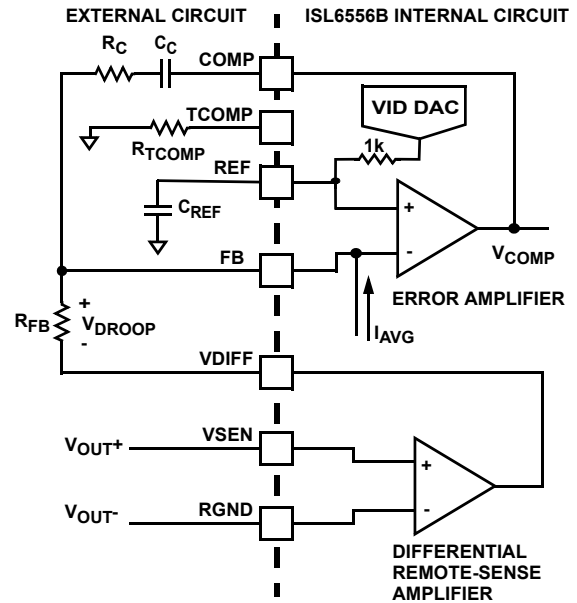 EXTERNAL CIRCUIT
ISL6556B INTERNAL CIRCUIT
RC
CC
COMP
TCOMP
RTCOMP
VID DAC
1k
REF
CREF
+
-
VCOMP
FB
ERROR AMPLIFIER
IAVG
RFB
+
VDROOP
-
VDIFF
VOUT+
VSEN
+
VOUT-
RGND
-
DIFFERENTIAL
REMOTE-SENSE
AMPLIFIER